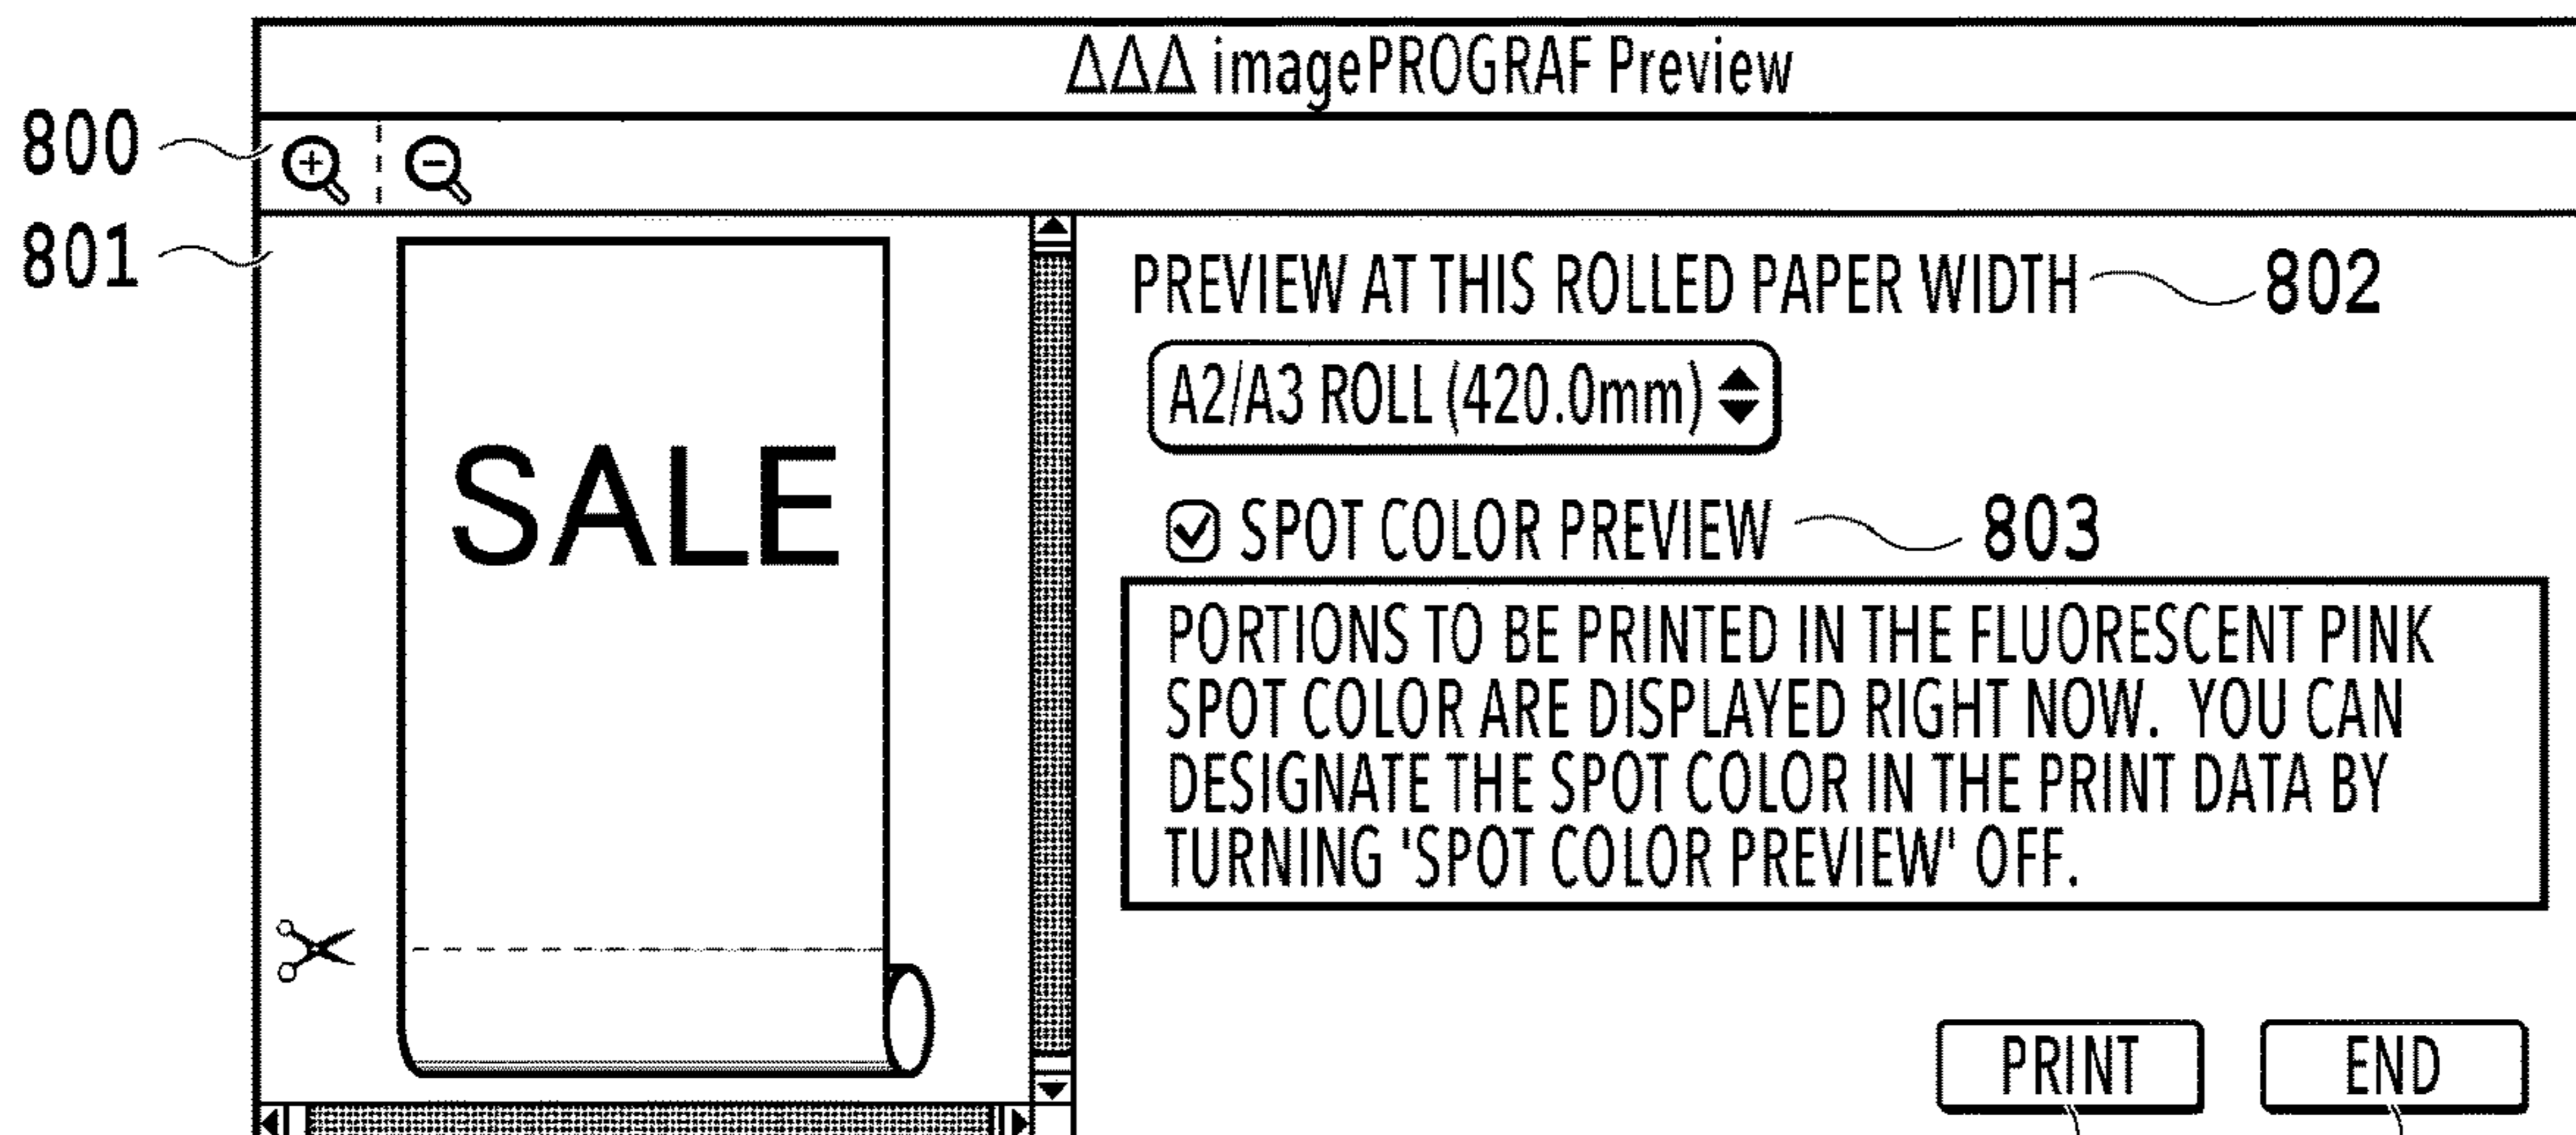 ΔΔΔ imagePROGRAF Preview
800
801
SALE
PREVIEW AT THIS ROLLED PAPER WIDTH 802
A2/A3 ROLL (420.0mm)
SPOT COLOR PREVIEW 803
PORTIONS TO BE PRINTED IN THE FLUORESCENT PINK
SPOT COLOR ARE DISPLAYED RIGHT NOW. YOU CAN
DESIGNATE THE SPOT COLOR IN THE PRINT DATA BY
TURNING 'SPOT COLOR PREVIEW' OFF.
PRINT END